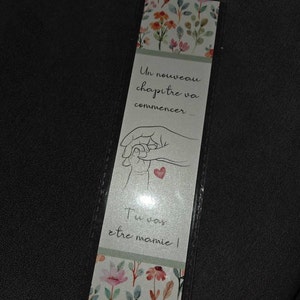 Un nouveau
chapitre va
commencer ...
Tu vas
être mamie !